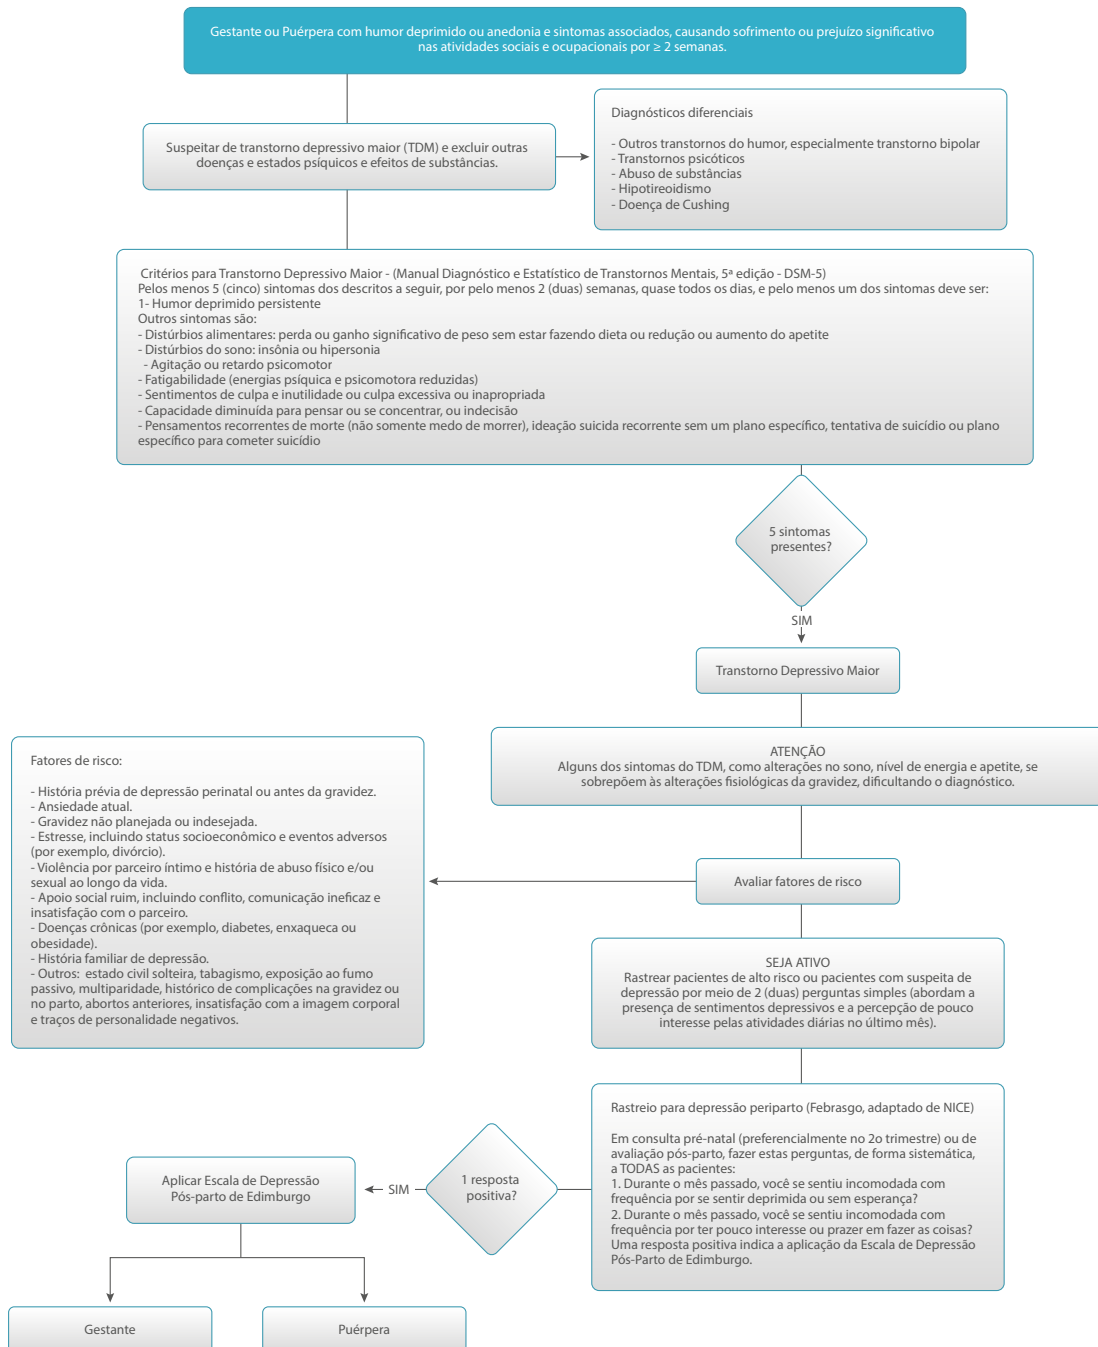 Gestante ou Puérpera com humor deprimido ou anedonia e sintomas associados, causando sofrimento ou prejuízo significativo
nas atividades sociais e ocupacionais por ≥ 2 semanas.
Suspeitar de transtorno depressivo maior (TDM) e excluir outras
doenças e estados psíquicos e efeitos de substâncias.
Diagnósticos diferenciais
- Outros transtornos do humor, especialmente transtorno bipolar
- Transtornos psicóticos
- Abuso de substâncias
- Hipotireoidismo
- Doença de Cushing
Critérios para Transtorno Depressivo Maior - (Manual Diagnóstico e Estatístico de Transtornos Mentais, 5ª edição - DSM-5)
Pelos menos 5 (cinco) sintomas dos descritos a seguir, por pelo menos 2 (duas) semanas, quase todos os dias, e pelo menos um dos sintomas deve ser:
1- Humor deprimido persistente
Outros sintomas são:
- Distúrbios alimentares: perda ou ganho significativo de peso sem estar fazendo dieta ou redução ou aumento do apetite
- Distúrbios do sono: insônia ou hipersonia
- Agitação ou retardo psicomotor
- Fatigabilidade (energias psíquica e psicomotora reduzidas)
- Sentimentos de culpa e inutilidade ou culpa excessiva ou inapropriada
- Capacidade diminuída para pensar ou se concentrar, ou indecisão
- Pensamentos recorrentes de morte (não somente medo de morrer), ideação suicida recorrente sem um plano específico, tentativa de suicídio ou plano
específico para cometer suicídio
5 sintomas
presentes?
SIM
Transtorno Depressivo Maior
ATENÇÃO
Alguns dos sintomas do TDM, como alterações no sono, nível de energia e apetite, se
sobrepõem às alterações fisiológicas da gravidez, dificultando o diagnóstico.
Avaliar fatores de risco
Fatores de risco:
- História prévia de depressão perinatal ou antes da gravidez.
- Ansiedade atual.
- Gravidez não planejada ou indesejada.
- Estresse, incluindo status socioeconômico e eventos adversos
(por exemplo, divórcio).
- Violência por parceiro íntimo e história de abuso físico e/ou
sexual ao longo da vida.
- Apoio social ruim, incluindo conflito, comunicação ineficaz e
insatisfação com o parceiro.
- Doenças crônicas (por exemplo, diabetes, enxaqueca ou
obesidade).
- História familiar de depressão.
- Outros: estado civil solteira, tabagismo, exposição ao fumo
passivo, multiparidade, histórico de complicações na gravidez ou
no parto, abortos anteriores, insatisfação com a imagem corporal
e traços de personalidade negativos.
SEJA ATIVO
Rastrear pacientes de alto risco ou pacientes com suspeita de
depressão por meio de 2 (duas) perguntas simples (abordam a
presença de sentimentos depressivos e a percepção de pouco
interesse pelas atividades diárias no último mês).
Rastreio para depressão periparto (Febrasgo, adaptado de NICE)
Em consulta pré-natal (preferencialmente no 2o trimestre) ou de
avaliação pós-parto, fazer estas perguntas, de forma sistemática,
a TODAS as pacientes:
1. Durante o mês passado, você se sentiu incomodada com
frequência por se sentir deprimida ou sem esperança?
2. Durante o mês passado, você se sentiu incomodada com
frequência por ter pouco interesse ou prazer em fazer as coisas?
Uma resposta positiva indica a aplicação da Escala de Depressão
Pós-Parto de Edimburgo.
1 resposta
positiva?
SIM
Aplicar Escala de Depressão
Pós-parto de Edimburgo
Gestante
Puérpera